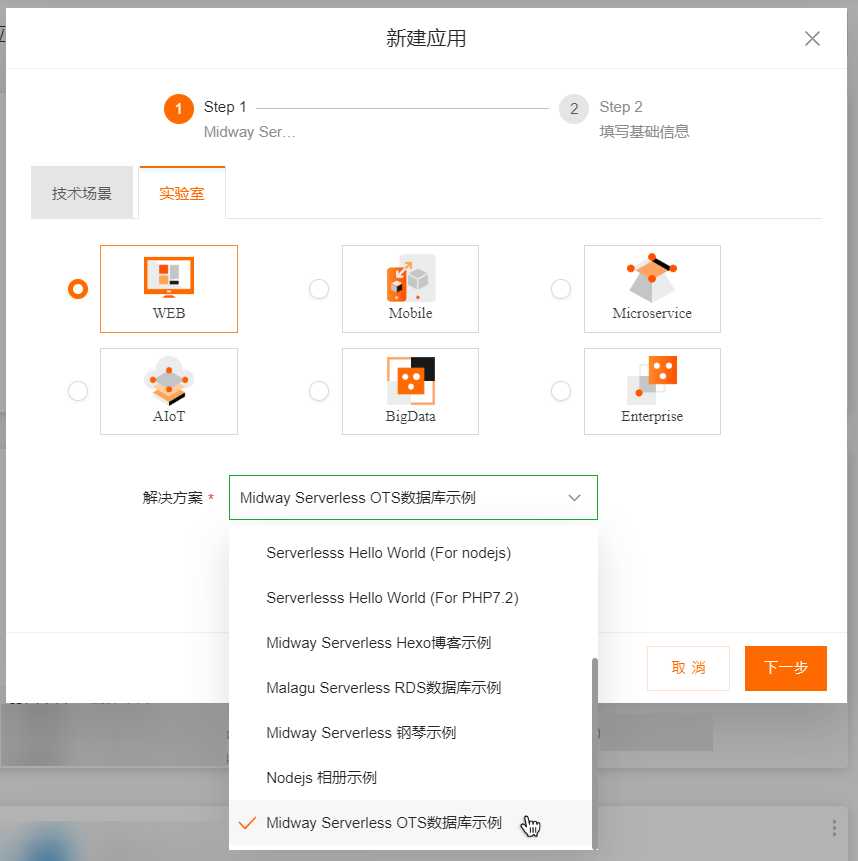 新建应用
1 Step 1
Midway Ser...
2 Step 2
填写基础信息
技术场景
实验室
WEB
Mobile
Microservice
AIoT
BigData
Enterprise
解决方案 * Midway Serverless OTS数据库示例
Serverlesss Hello World (For nodejs)
Serverlesss Hello World (For PHP7.2)
Midway Serverless Hexo博客示例
Malagu Serverless RDS数据库示例
Midway Serverless 钢琴示例
Nodejs 相册示例
Midway Serverless OTS数据库示例
取 消
下一步